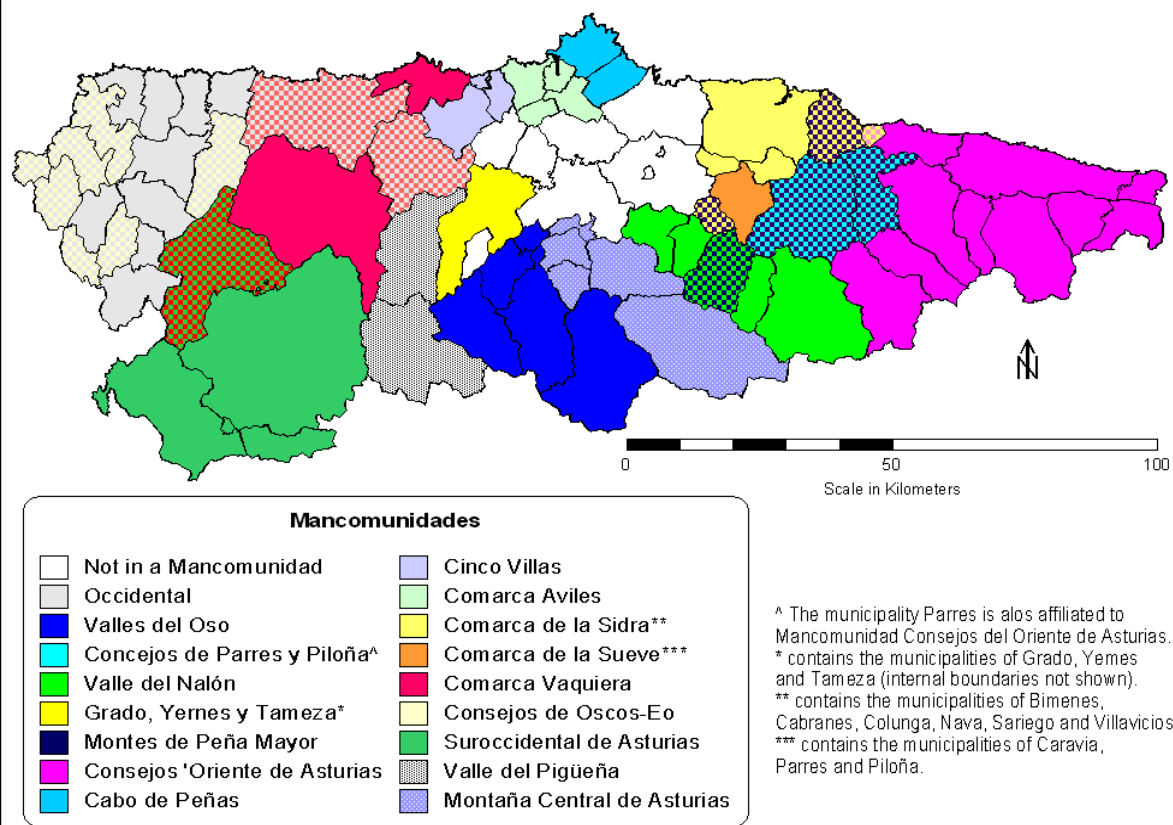 N
0 50 100
Scale in Kilometers
Mancomunidades
Not in a Mancomunidad
Occidental
Valles del Oso
Concejos de Parres y Piloña^
Valle del Nalón
Grado, Yernes y Tameza*
Montes de Peña Mayor
Consejos 'Oriente de Asturias
Cabo de Peñas
Cinco Villas
Comarca Aviles
Comarca de la Sidra**
Comarca de la Sueve***
Comarca Vaquiera
Consejos de Oscos-Eo
Suroccidental de Asturias
Valle del Pigüeña
Montaña Central de Asturias
^ The municipality Parres is alos affiliated to
Mancomunidad Consejos del Oriente de Asturias.
* contains the municipalities of Grado, Yemes
and Tameza (internal boundaries not shown).
** contains the municipalities of Bimenes,
Cabranes, Colunga, Nava, Sariego and Villavicios
*** contains the municipalities of Caravia,
Parres and Piloña.